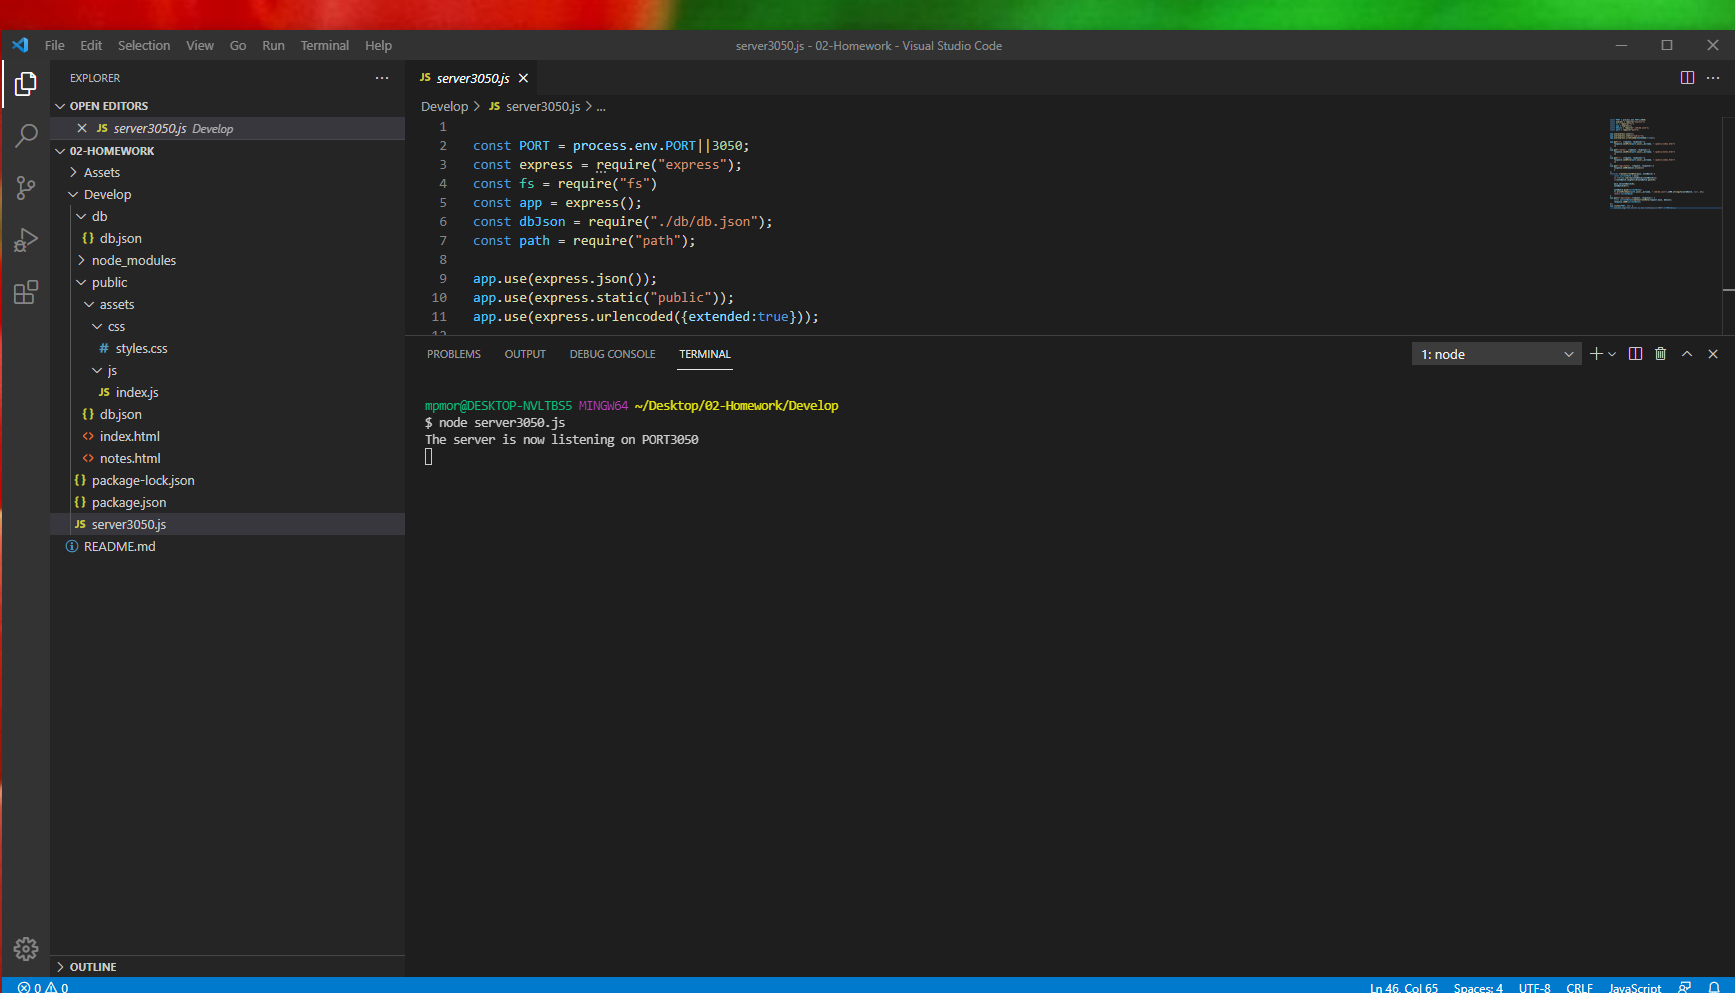 File Edit Selection View Go Run Terminal Help
server3050.js - 02-Homework - Visual Studio Code
EXPLORER
OPEN EDITORS
JS server3050.js Develop
02-HOMEWORK
Assets
Develop
db
{} db.json
node_modules
public
assets
css
# styles.css
js
JS index.js
{} db.json
<> index.html
<> notes.html
{} package-lock.json
{} package.json
JS server3050.js
README.md
OUTLINE
JS server3050.js
Develop > JS server3050.js > ...
1
2 const PORT = process.env.PORT||3050;
3 const express = require("express");
4 const fs = require("fs")
5 const app = express();
6 const dbJson = require("./db/db.json");
7 const path = require("path");
8
9 app.use(express.json());
10 app.use(express.static("public"));
11 app.use(express.urlencoded({extended:true}));
12
PROBLEMS OUTPUT DEBUG CONSOLE TERMINAL
1: node
mpmor@DESKTOP-NVLTBS5 MINGW64 ~/Desktop/02-Homework/Develop
$ node server3050.js
The server is now listening on PORT3050
0 0
Ln 46, Col 65 Spaces: 4 UTF-8 CRLF JavaScript